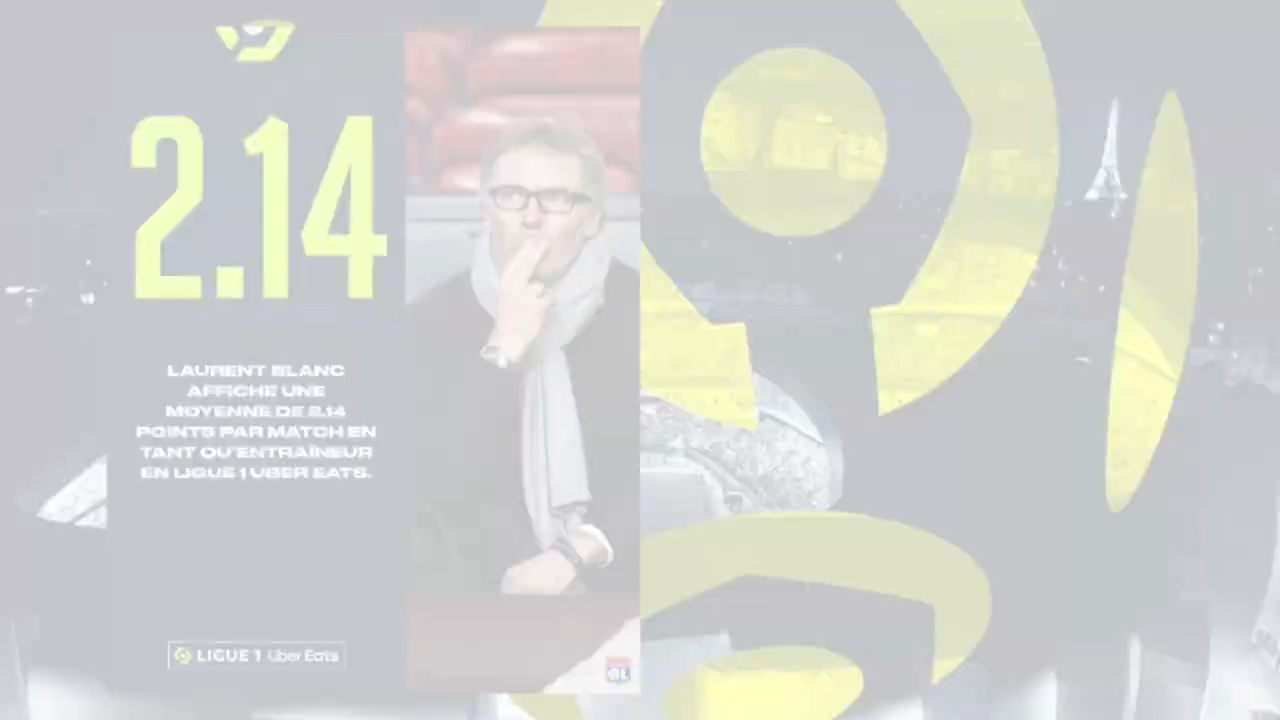 2.14
LAURENT BLANC
AFFICHE UNE
MOYENNE DE 2.14
POINTS PAR MATCH EN
TANT QU'ENTRAÎNEUR
EN LIGUE 1 UBER EATS.
LIGUE 1 Uber Eats
OL